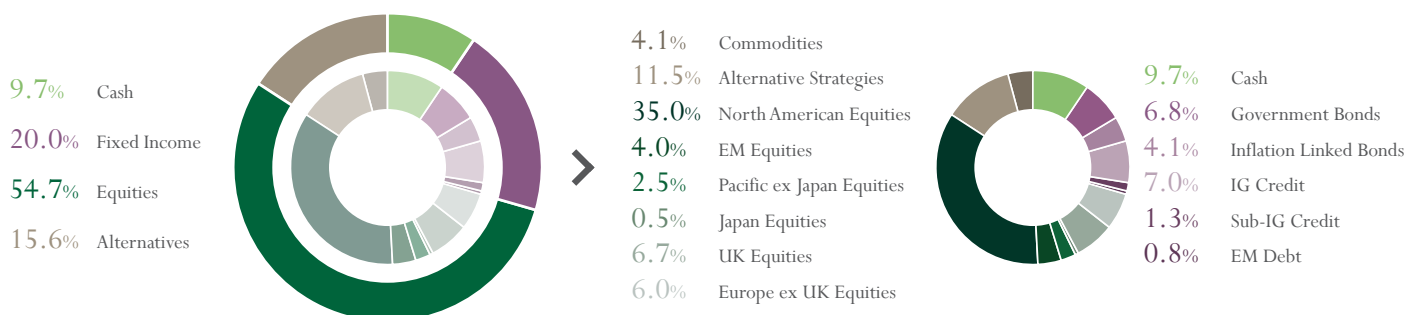 9.7% Cash
20.0% Fixed Income
54.7% Equities
15.6% Alternatives
4.1% Commodities
11.5% Alternative Strategies
35.0% North American Equities
4.0% EM Equities
2.5% Pacific ex Japan Equities
0.5% Japan Equities
6.7% UK Equities
6.0% Europe ex UK Equities
9.7% Cash
6.8% Government Bonds
4.1% Inflation Linked Bonds
7.0% IG Credit
1.3% Sub-IG Credit
0.8% EM Debt